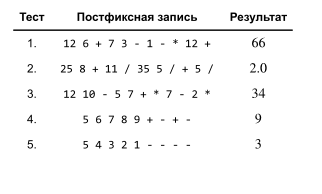 Тест Постфиксная запись Результат
1. 12 6 + 7 3 - 1 - * 12 + 66
2. 25 8 + 11 / 35 5 / + 5 / 2.0
3. 12 10 - 5 7 + * 7 - 2 * 34
4. 5 6 7 8 9 + - + - 9
5. 5 4 3 2 1 - - - - 3